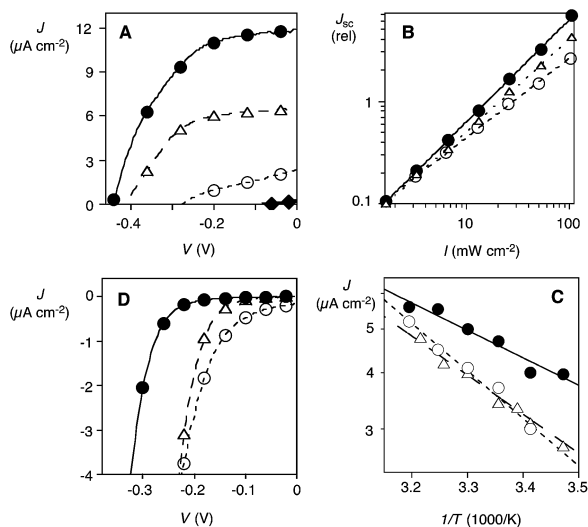 J
(µA cm-2)
A
12
9
6
3
0
-0.4
-0.2
0
V (V)
Jsc
(rel)
B
1
0.1
10
100
I (mW cm-2)
J
(µA cm-2)
D
0
-1
-2
-3
-4
-0.3
-0.2
-0.1
0
V (V)
J
(µA cm-2)
C
5
4
3
3.2
3.3
3.4
3.5
1/T (1000/K)